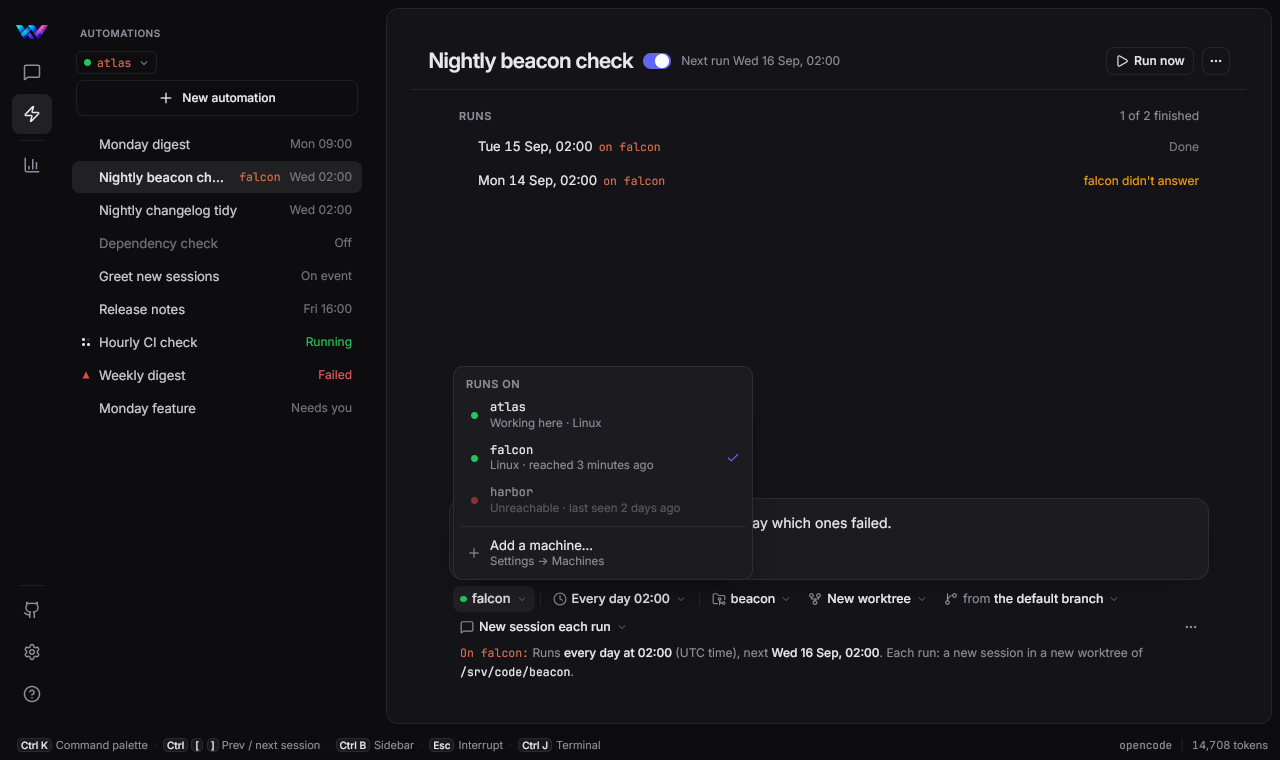 AUTOMATIONS
atlas
New automation
Monday digest Mon 09:00
Nightly beacon ch... falcon Wed 02:00
Nightly changelog tidy Wed 02:00
Dependency check Off
Greet new sessions On event
Release notes Fri 16:00
Hourly CI check Running
Weekly digest Failed
Monday feature Needs you
Nightly beacon check Next run Wed 16 Sep, 02:00 Run now
RUNS 1 of 2 finished
Tue 15 Sep, 02:00 on falcon Done
Mon 14 Sep, 02:00 on falcon falcon didn't answer
RUNS ON
atlas
Working here · Linux
falcon
Linux · reached 3 minutes ago
harbor
Unreachable · last seen 2 days ago
Add a machine...
Settings → Machines
ay which ones failed.
falcon Every day 02:00 beacon New worktree from the default branch
New session each run
On falcon: Runs every day at 02:00 (UTC time), next Wed 16 Sep, 02:00. Each run: a new session in a new worktree of
/srv/code/beacon.
Ctrl K Command palette · Ctrl [ ] Prev / next session · Ctrl B Sidebar · Esc Interrupt · Ctrl J Terminal opencode 14,708 tokens